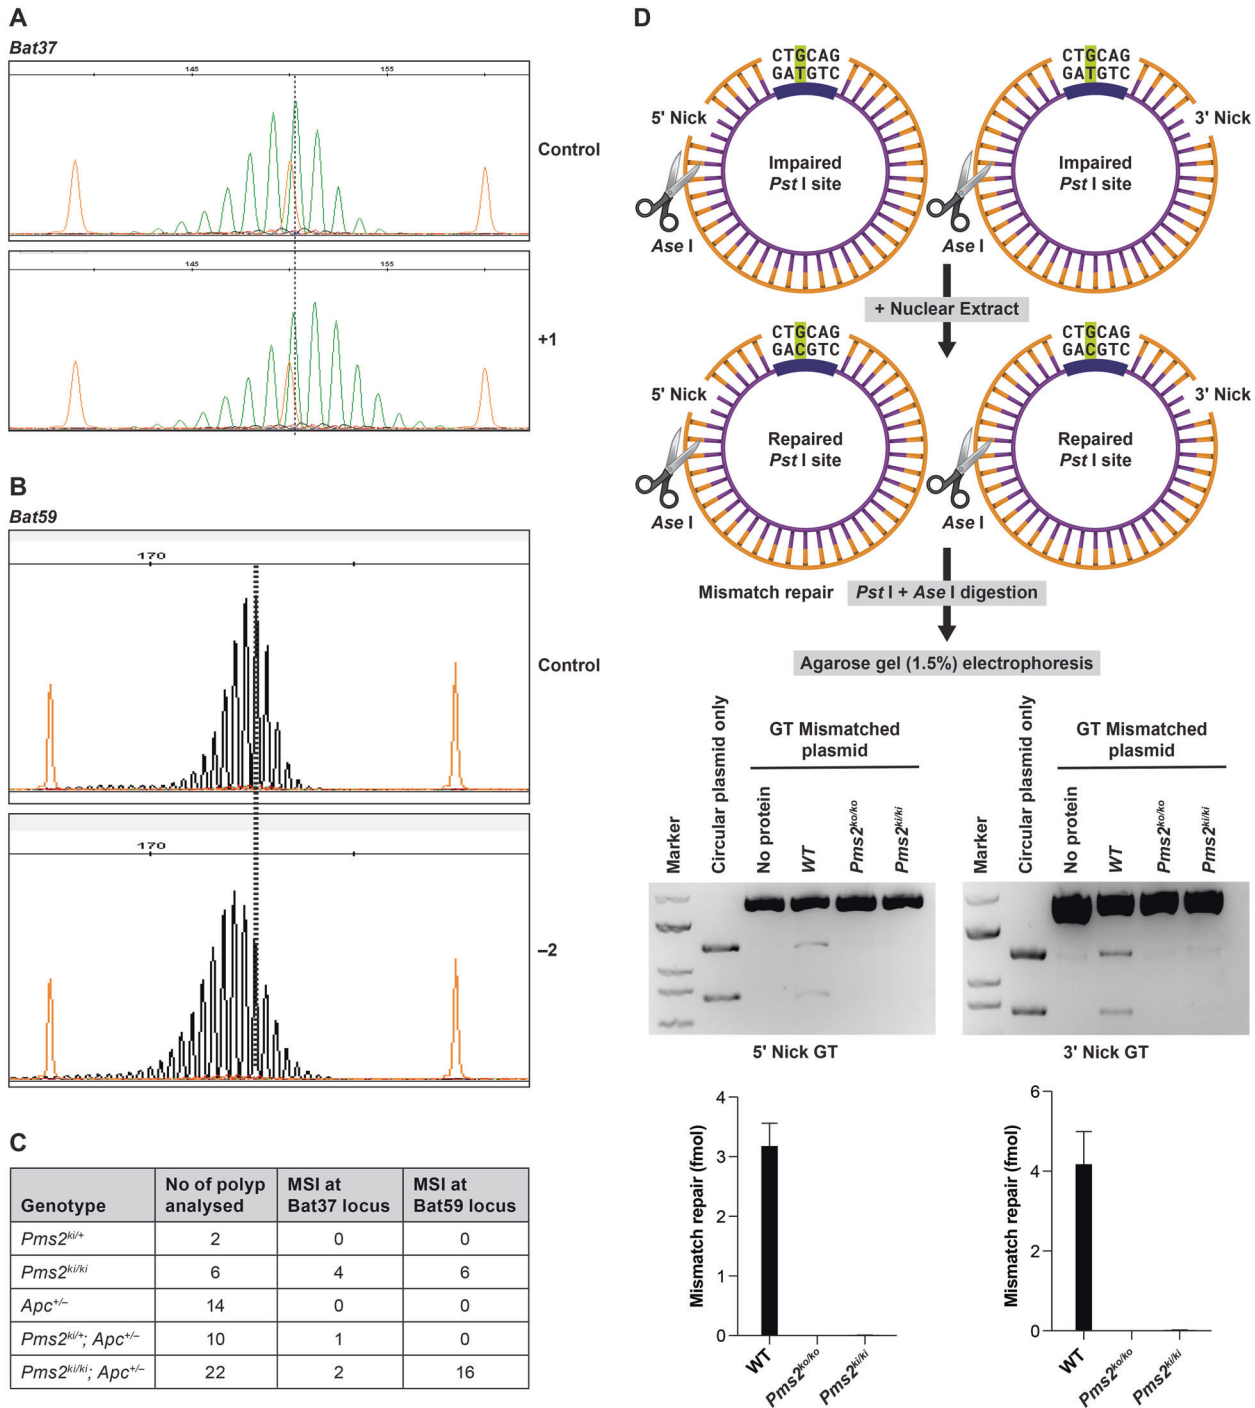 A
Bat37
145 155
Control
145 155
+1
B
Bat59
170
Control
170
–2
C
Genotype No of polyp analysed MSI at Bat37 locus MSI at Bat59 locus
Pms2ki/+ 2 0 0
Pms2ki/ki 6 4 6
Apc+/– 14 0 0
Pms2ki/+; Apc+/– 10 1 0
Pms2ki/ki; Apc+/– 22 2 16
D
CTGCAG CTGCAG
GATGTC GATGTC
5' Nick 3' Nick
Impaired Impaired
Pst I site Pst I site
Ase I Ase I
+ Nuclear Extract
CTGCAG CTGCAG
GACGTC GACGTC
5' Nick 3' Nick
Repaired Repaired
Pst I site Pst I site
Ase I Ase I
Mismatch repair Pst I + Ase I digestion
Agarose gel (1.5%) electrophoresis
GT Mismatched
plasmid
Marker
Circular plasmid only
No protein
WT
Pms2ko/ko
Pms2ki/ki
5' Nick GT
GT Mismatched
plasmid
Marker
Circular plasmid only
No protein
WT
Pms2ko/ko
Pms2ki/ki
3' Nick GT
Mismatch repair (fmol)
4
3
2
1
0
WT
Pms2ko/ko
Pms2ki/ki
Mismatch repair (fmol)
6
4
2
0
WT
Pms2ko/ko
Pms2ki/ki